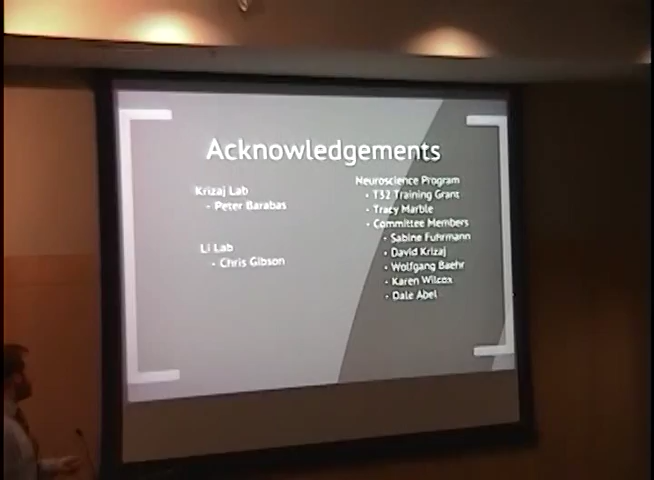 Acknowledgements
Krizaj Lab
- Peter Barabas
Li Lab
- Chris Gibson
Neuroscience Program
- T32 Training Grant
- Tracy Marble
- Committee Members
- Sabine Fuhrmann
- David Krizaj
- Wolfgang Baehr
- Karen Wilcox
- Dale Abel